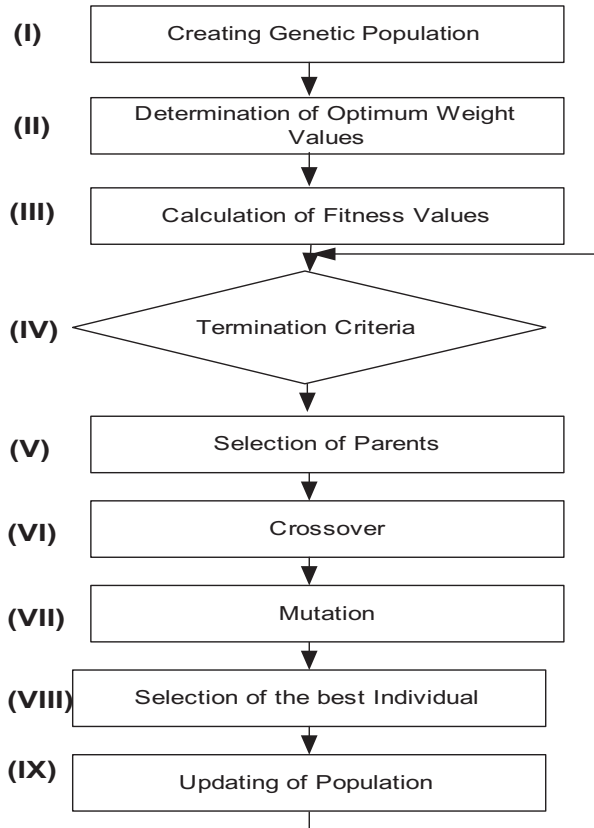 (I) Creating Genetic Population
(II) Determination of Optimum Weight
Values
(III) Calculation of Fitness Values
(IV) Termination Criteria
(V) Selection of Parents
(VI) Crossover
(VII) Mutation
(VIII) Selection of the best Individual
(IX) Updating of Population